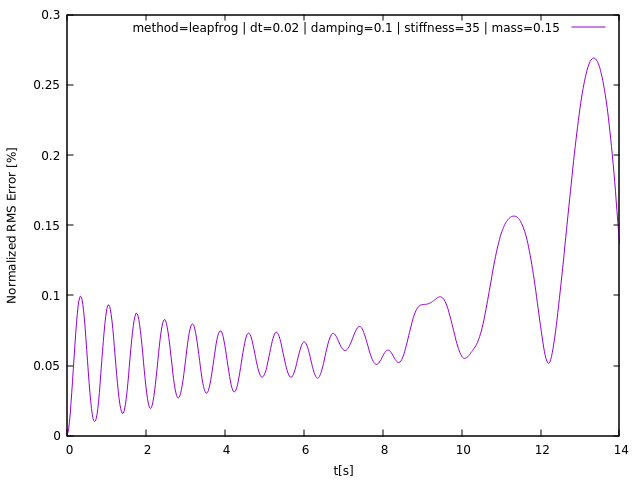 method=leapfrog | dt=0.02 | damping=0.1 | stiffness=35 | mass=0.15
0.3
0.25
0.2
0.15
0.1
0.05
0
Normalized RMS Error [%]
0 2 4 6 8 10 12 14
t[s]